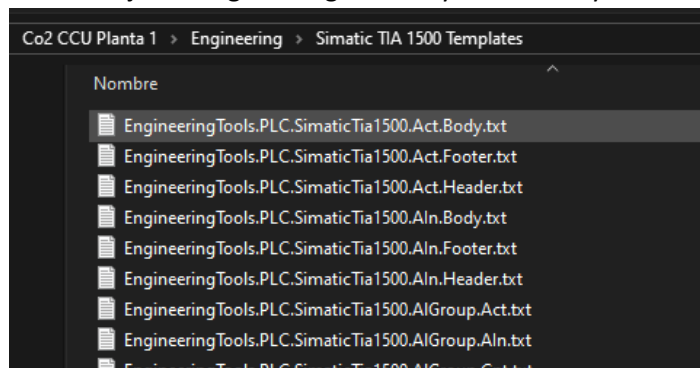 Co2 CCU Planta 1 > Engineering > Simatic TIA 1500 Templates
Nombre
EngineeringTools.PLC.SimaticTia1500.Act.Body.txt
EngineeringTools.PLC.SimaticTia1500.Act.Footer.txt
EngineeringTools.PLC.SimaticTia1500.Act.Header.txt
EngineeringTools.PLC.SimaticTia1500.AIn.Body.txt
EngineeringTools.PLC.SimaticTia1500.AIn.Footer.txt
EngineeringTools.PLC.SimaticTia1500.AIn.Header.txt
EngineeringTools.PLC.SimaticTia1500.AlGroup.Act.txt
EngineeringTools.PLC.SimaticTia1500.AlGroup.AIn.txt